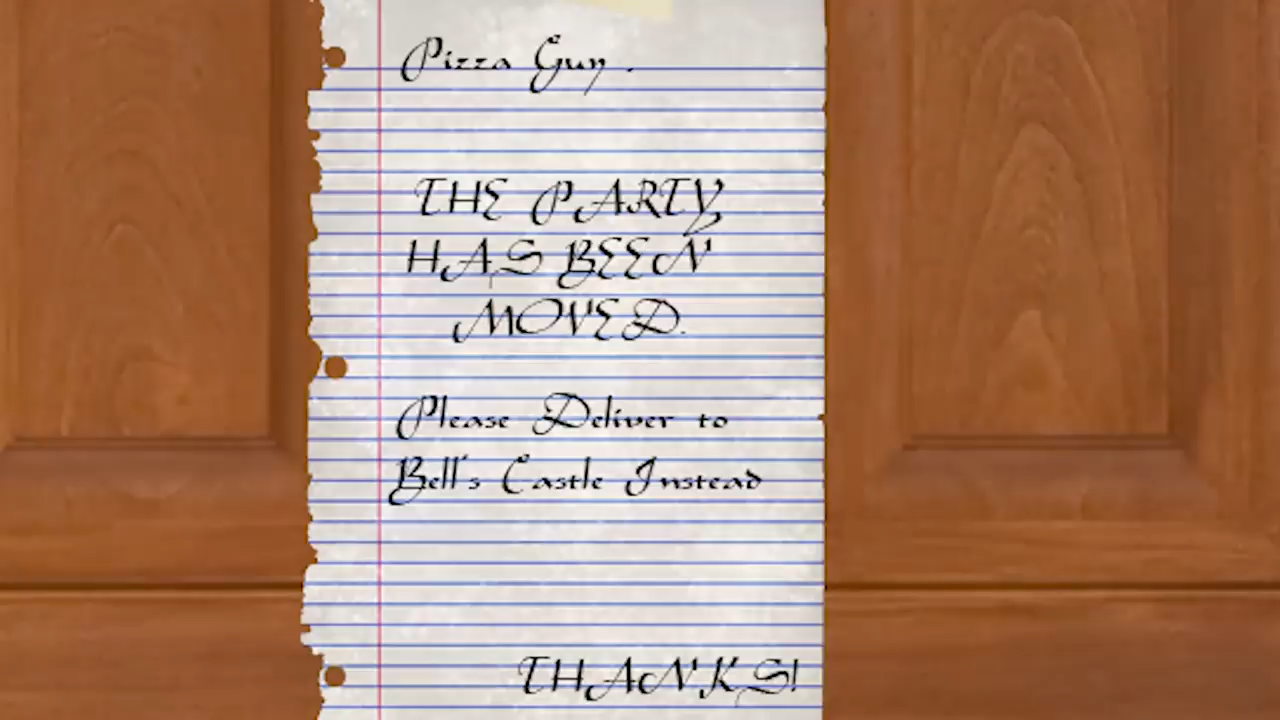 Pizza Guy.
THE PARTY
HAS BEEN
MOVED.
Please Deliver to
Bell's Castle Instead
THANKS!